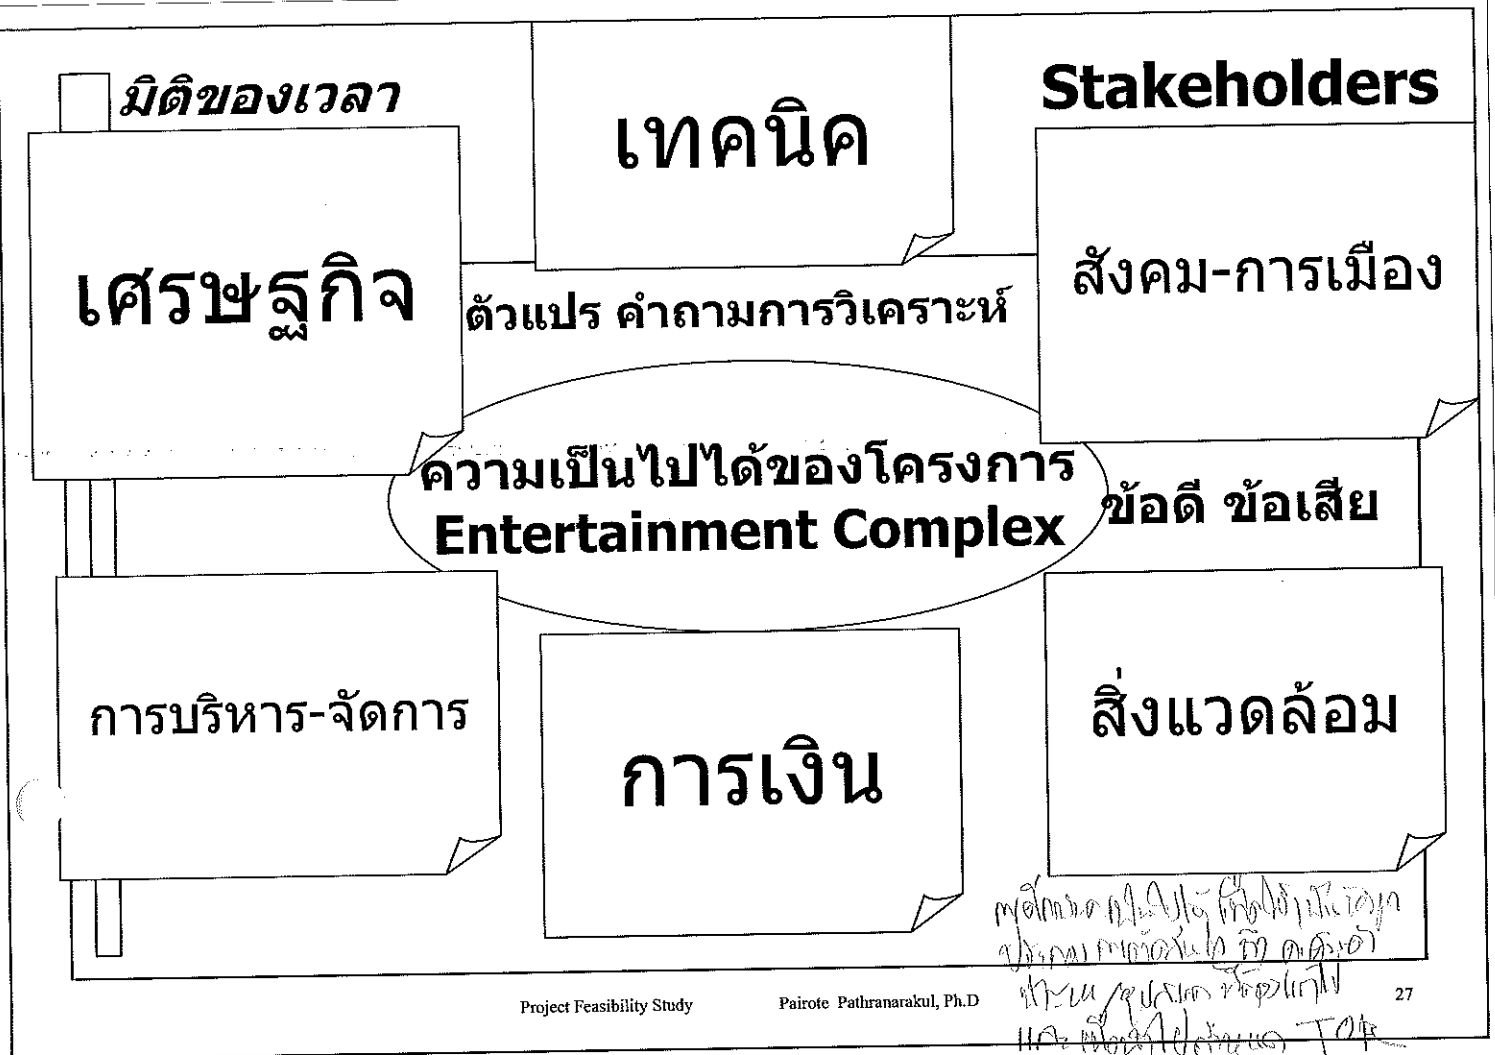 มิติของเวลา
เทคนิค
Stakeholders
เศรษฐกิจ
สังคม-การเมือง
ตัวแปร คำถามการวิเคราะห์
ความเป็นไปได้ของโครงการ
Entertainment Complex
ข้อดี ข้อเสีย
การบริหาร-จัดการ
การเงิน
สิ่งแวดล้อม
TOR
Project Feasibility Study
Pairote Pathranarakul, Ph.D
27